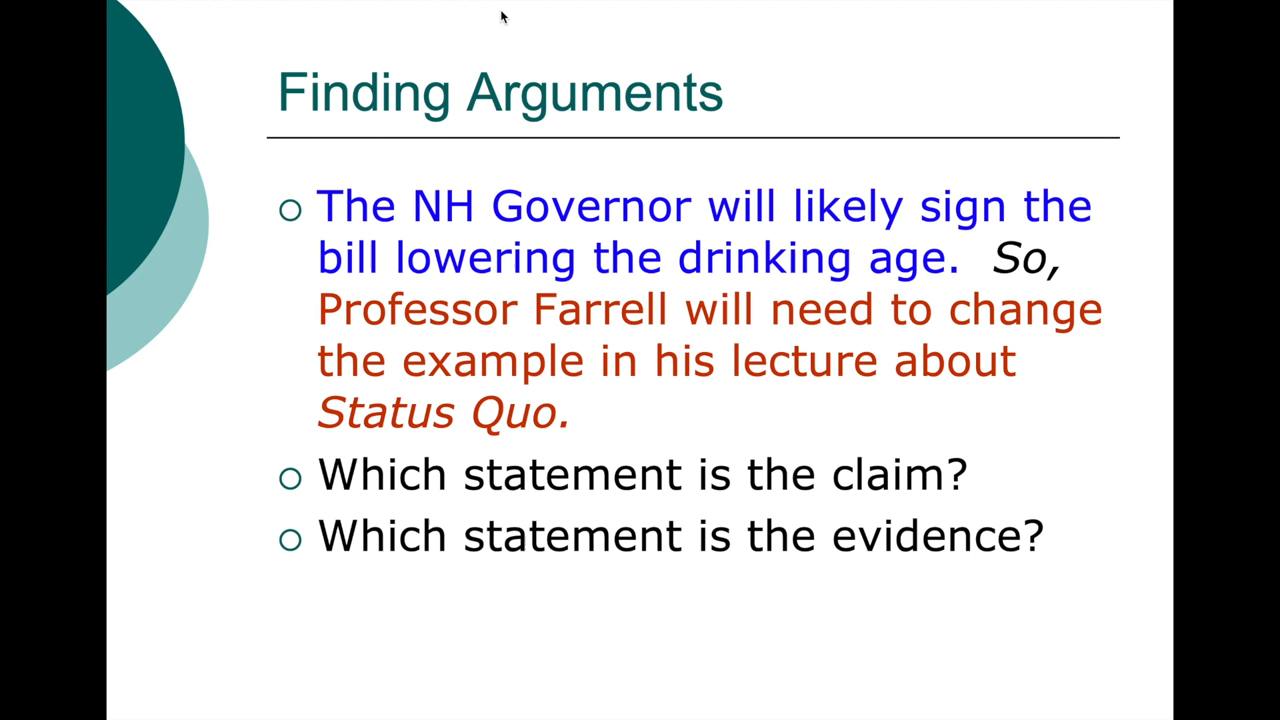 Finding Arguments
The NH Governor will likely sign the
bill lowering the drinking age. So,
Professor Farrell will need to change
the example in his lecture about
Status Quo.
Which statement is the claim?
Which statement is the evidence?